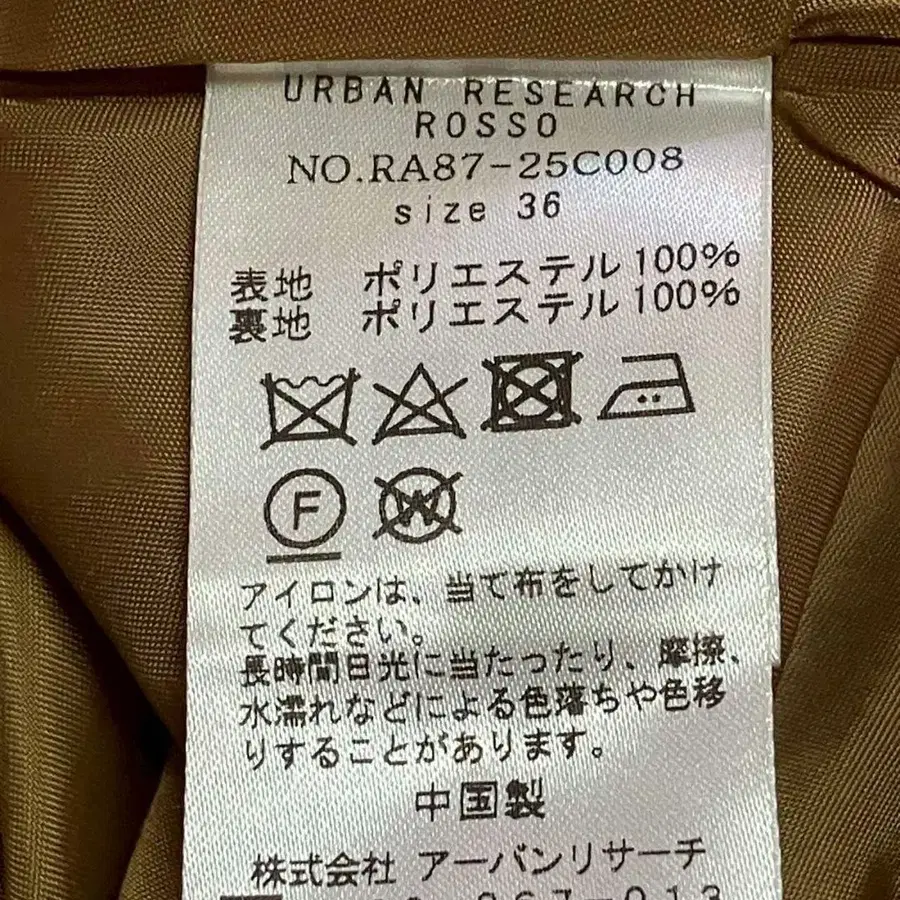 URBAN RESEARCH
ROSSO
NO.RA87-25C008
size 36
表地 ポリエステル100%
裏地 ポリエステル100%
F
W
アイロンは、当て布をしてかけ
てください。
長時間日光に当たったり、摩擦、
水濡れなどによる色落ちや色移
りすることがあります。
中国製
株式会社 アーバンリサーチ